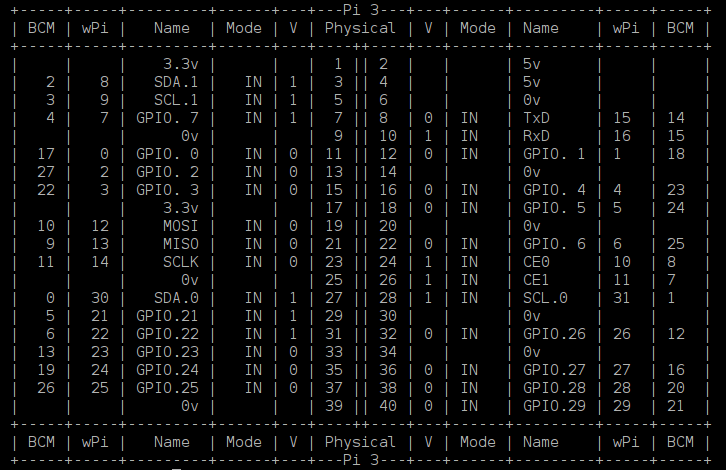 +-----+-----+---------+------+---+---Pi 3---+---+------+---------+-----+-----+
| BCM | wPi |   Name  | Mode | V | Physical | V | Mode | Name    | wPi | BCM |
+-----+-----+---------+------+---+----++----+---+------+---------+-----+-----+
|     |     |    3.3v |      |   |  1 || 2  |   |      | 5v      |     |     |
|   2 |   8 |   SDA.1 |   IN | 1 |  3 || 4  |   |      | 5v      |     |     |
|   3 |   9 |   SCL.1 |   IN | 1 |  5 || 6  |   |      | 0v      |     |     |
|   4 |   7 | GPIO. 7 |   IN | 1 |  7 || 8  | 0 | IN   | TxD     | 15  | 14  |
|     |     |      0v |      |   |  9 || 10 | 1 | IN   | RxD     | 16  | 15  |
|  17 |   0 | GPIO. 0 |   IN | 0 | 11 || 12 | 0 | IN   | GPIO. 1 | 1   | 18  |
|  27 |   2 | GPIO. 2 |   IN | 0 | 13 || 14 |   |      | 0v      |     |     |
|  22 |   3 | GPIO. 3 |   IN | 0 | 15 || 16 | 0 | IN   | GPIO. 4 | 4   | 23  |
|     |     |    3.3v |      |   | 17 || 18 | 0 | IN   | GPIO. 5 | 5   | 24  |
|  10 |  12 |    MOSI |   IN | 0 | 19 || 20 |   |      | 0v      |     |     |
|   9 |  13 |    MISO |   IN | 0 | 21 || 22 | 0 | IN   | GPIO. 6 | 6   | 25  |
|  11 |  14 |    SCLK |   IN | 0 | 23 || 24 | 1 | IN   | CE0     | 10  | 8   |
|     |     |      0v |      |   | 25 || 26 | 1 | IN   | CE1     | 11  | 7   |
|   0 |  30 |   SDA.0 |   IN | 1 | 27 || 28 | 1 | IN   | SCL.0   | 31  | 1   |
|   5 |  21 | GPIO.21 |   IN | 1 | 29 || 30 |   |      | 0v      |     |     |
|   6 |  22 | GPIO.22 |   IN | 1 | 31 || 32 | 0 | IN   | GPIO.26 | 26  | 12  |
|  13 |  23 | GPIO.23 |   IN | 0 | 33 || 34 |   |      | 0v      |     |     |
|  19 |  24 | GPIO.24 |   IN | 0 | 35 || 36 | 0 | IN   | GPIO.27 | 27  | 16  |
|  26 |  25 | GPIO.25 |   IN | 0 | 37 || 38 | 0 | IN   | GPIO.28 | 28  | 20  |
|     |     |      0v |      |   | 39 || 40 | 0 | IN   | GPIO.29 | 29  | 21  |
+-----+-----+---------+------+---+----++----+---+------+---------+-----+-----+
| BCM | wPi |   Name  | Mode | V | Physical | V | Mode | Name    | wPi | BCM |
+-----+-----+---------+------+---+---Pi 3---+---+------+---------+-----+-----+